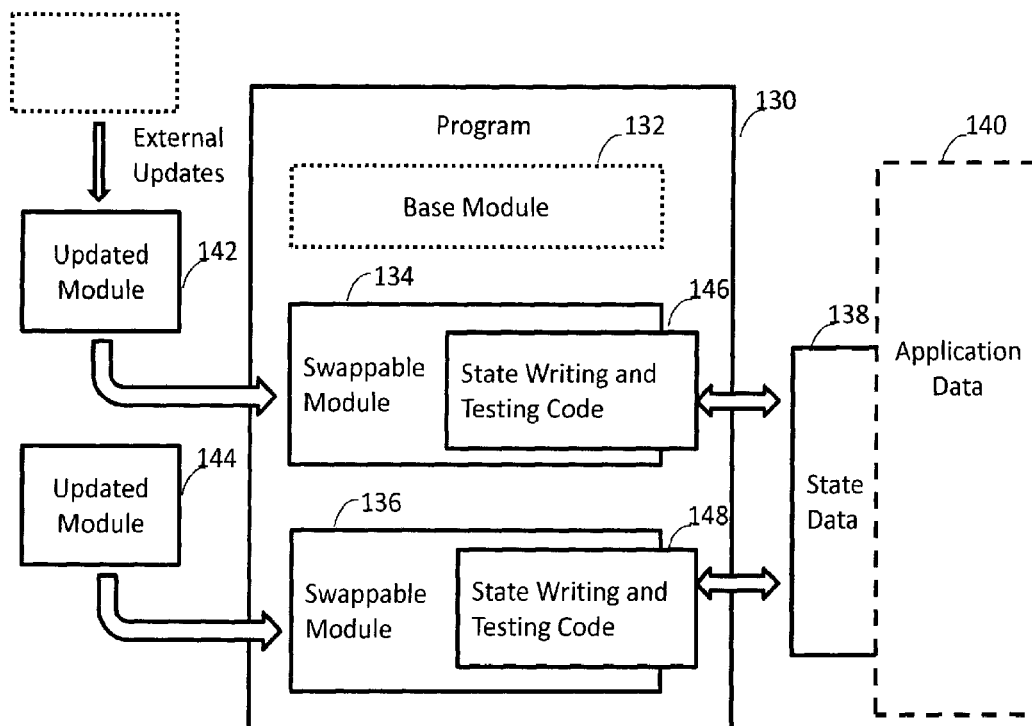 130
Program
132
140
External
Updates
Base Module
Updated
Module
142
134
146
138
Swappable
Module
State Writing and
Testing Code
Application
Data
144
Updated
Module
136
148
State
Data
Swappable
Module
State Writing and
Testing Code